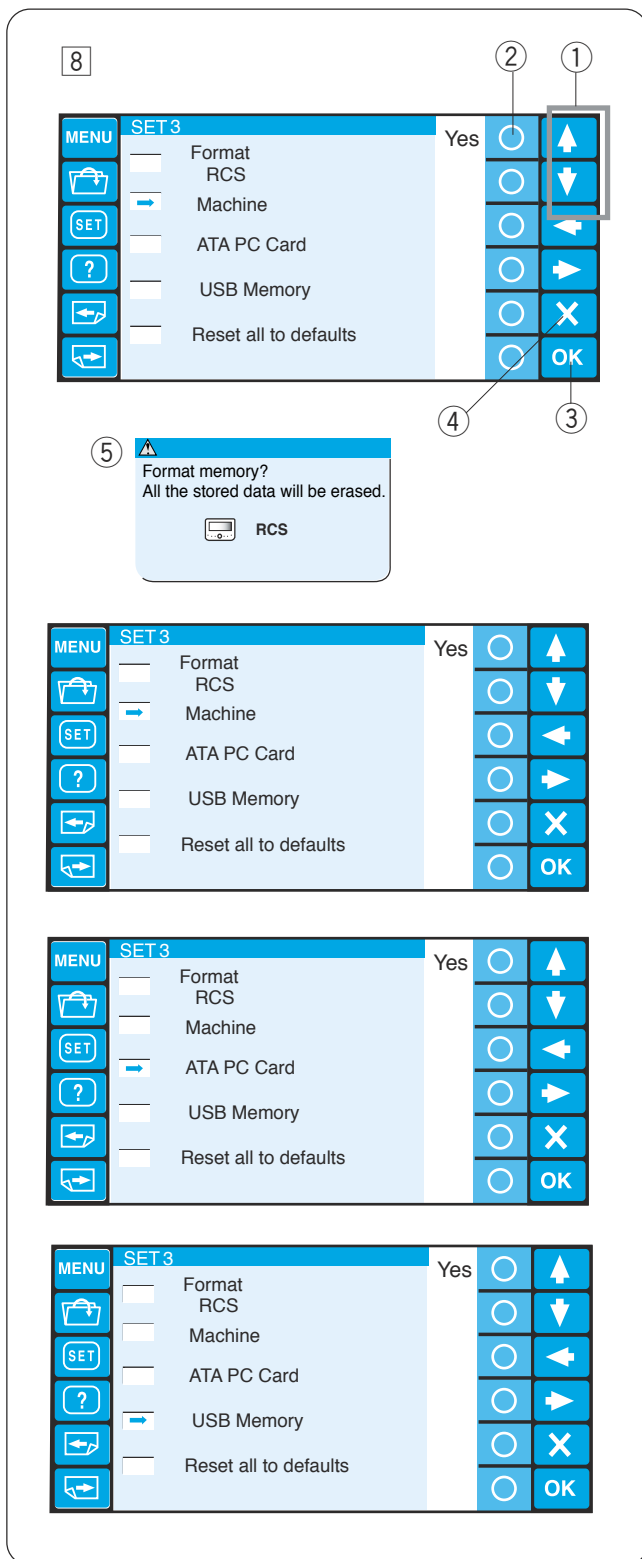 8
② ①
MENU SET 3 Yes
Format
RCS
Machine
SET
ATA PC Card
?
USB Memory
Reset all to defaults
OK
④ ③
⑤
Format memory?
All the stored data will be erased.
RCS
MENU SET 3 Yes
Format
RCS
Machine
SET
ATA PC Card
?
USB Memory
Reset all to defaults
OK
MENU SET 3 Yes
Format
RCS
Machine
SET
ATA PC Card
?
USB Memory
Reset all to defaults
OK
MENU SET 3 Yes
Format
RCS
Machine
SET
ATA PC Card
?
USB Memory
Reset all to defaults
OK